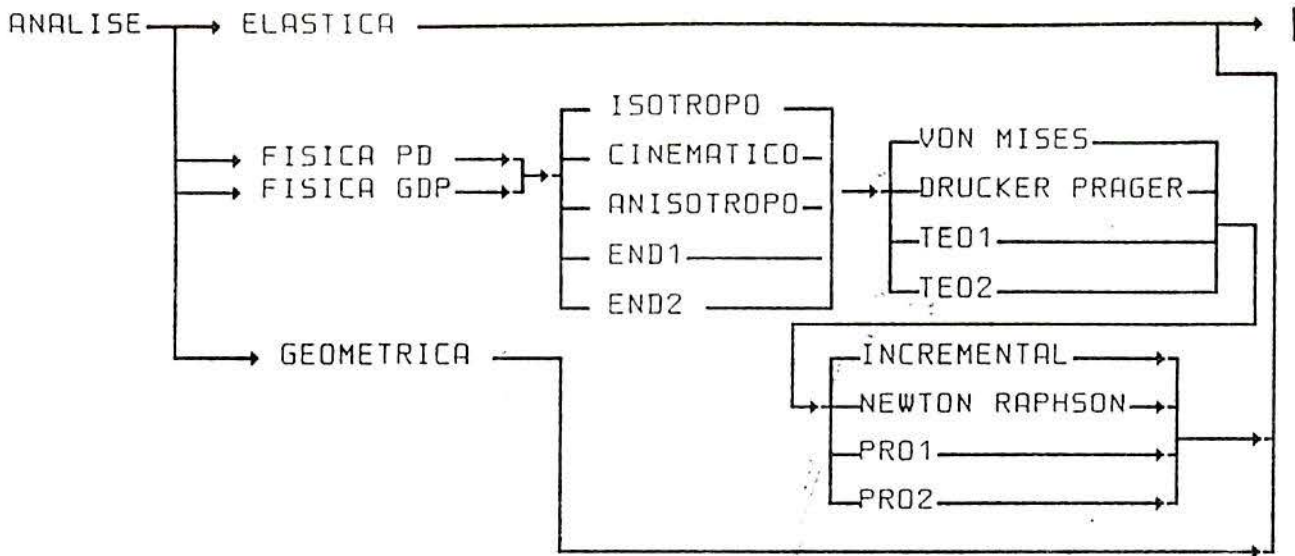 ANALISE
ELASTICA
FISICA PD
FISICA GDP
ISOTROPO
CINEMATICO
ANISOTROPO
END1
END2
VON MISES
DRUCKER PRAGER
TEO1
TEO2
GEOMETRICA
INCREMENTAL
NEWTON RAPHSON
PRO1
PRO2